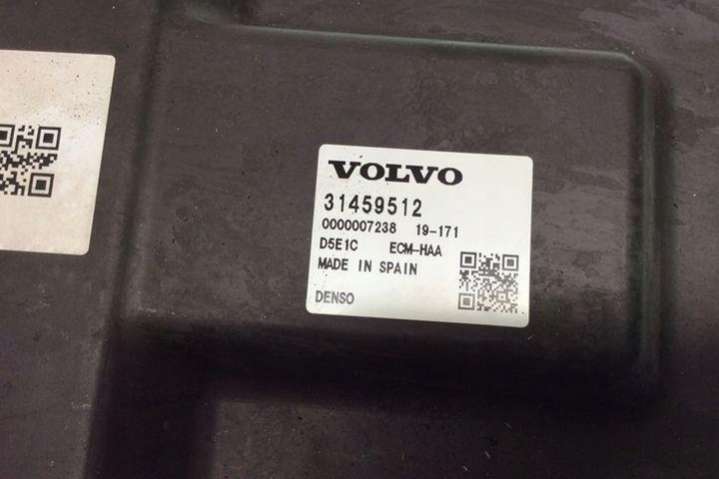 VOLVO
31459512
0000007238 19-171
D5E1C ECM-HAA
MADE IN SPAIN
DENSO